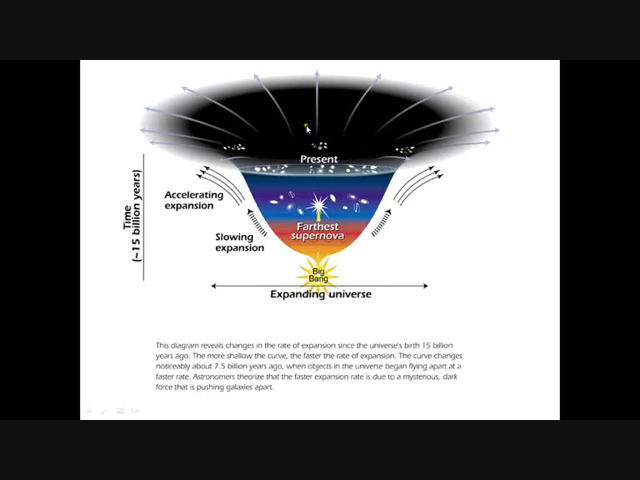 Present
Accelerating
expansion
Time
(~15 billion years)
Farthest
supernova
Slowing
expansion
Big
Bang
Expanding universe
This diagram reveals changes in the rate of expansion since the universe's birth 15 billion
years ago. The more shallow the curve, the faster the rate of expansion. The curve changes
noticeably about 7.5 billion years ago, when objects in the universe began flying apart at a
faster rate. Astronomers theorize that the faster expansion rate is due to a mysterious, dark
force that is pushing galaxies apart.